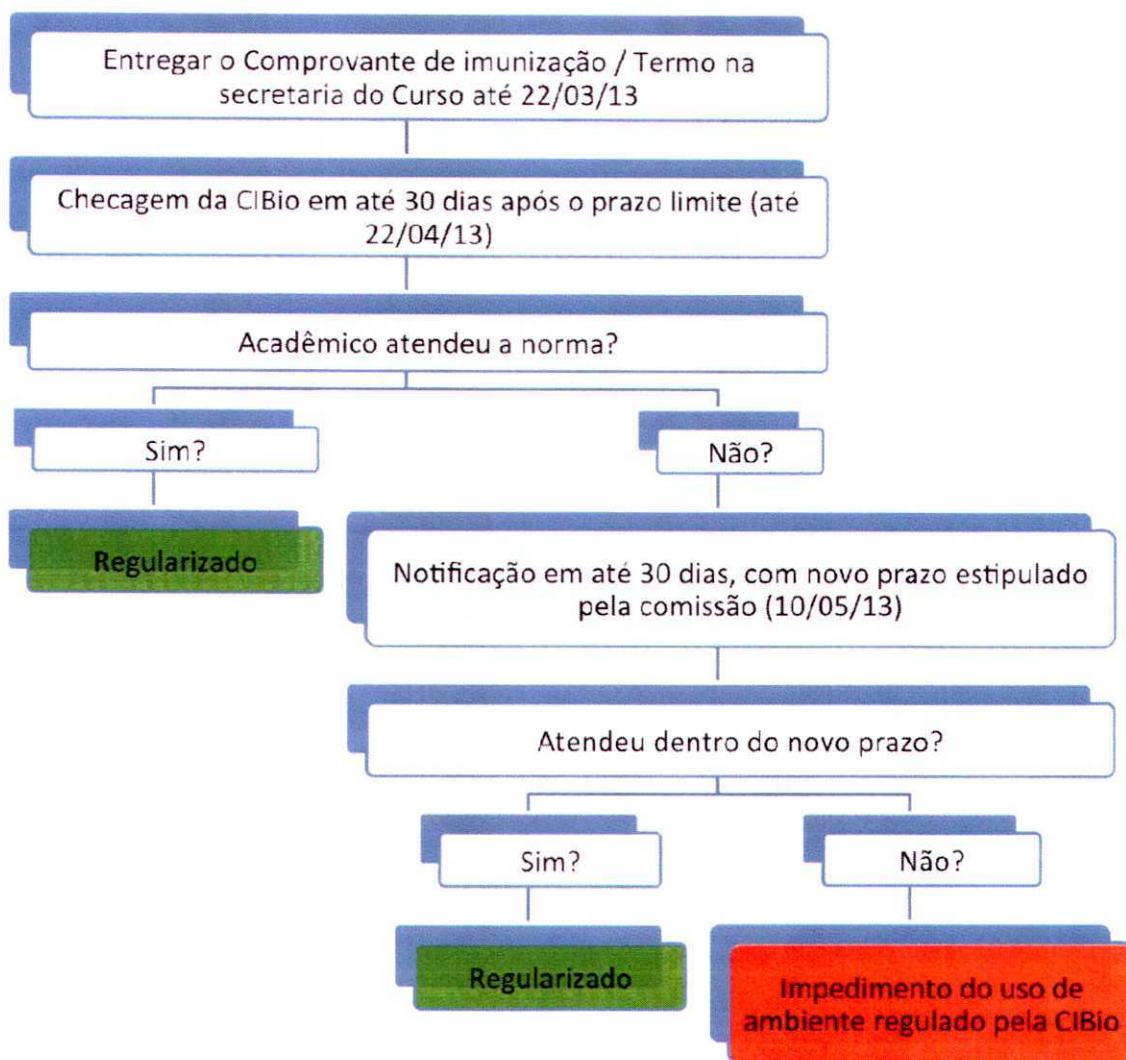 Entregar o Comprovante de imunização / Termo na
secretaria do Curso até 22/03/13
Checagem da CIBio em até 30 dias após o prazo limite (até
22/04/13)
Acadêmico atendeu a norma?
Sim?
Não?
Regularizado
Notificação em até 30 dias, com novo prazo estipulado
pela comissão (10/05/13)
Atendeu dentro do novo prazo?
Sim?
Não?
Regularizado
Impedimento do uso de
ambiente regulado pela CIBio